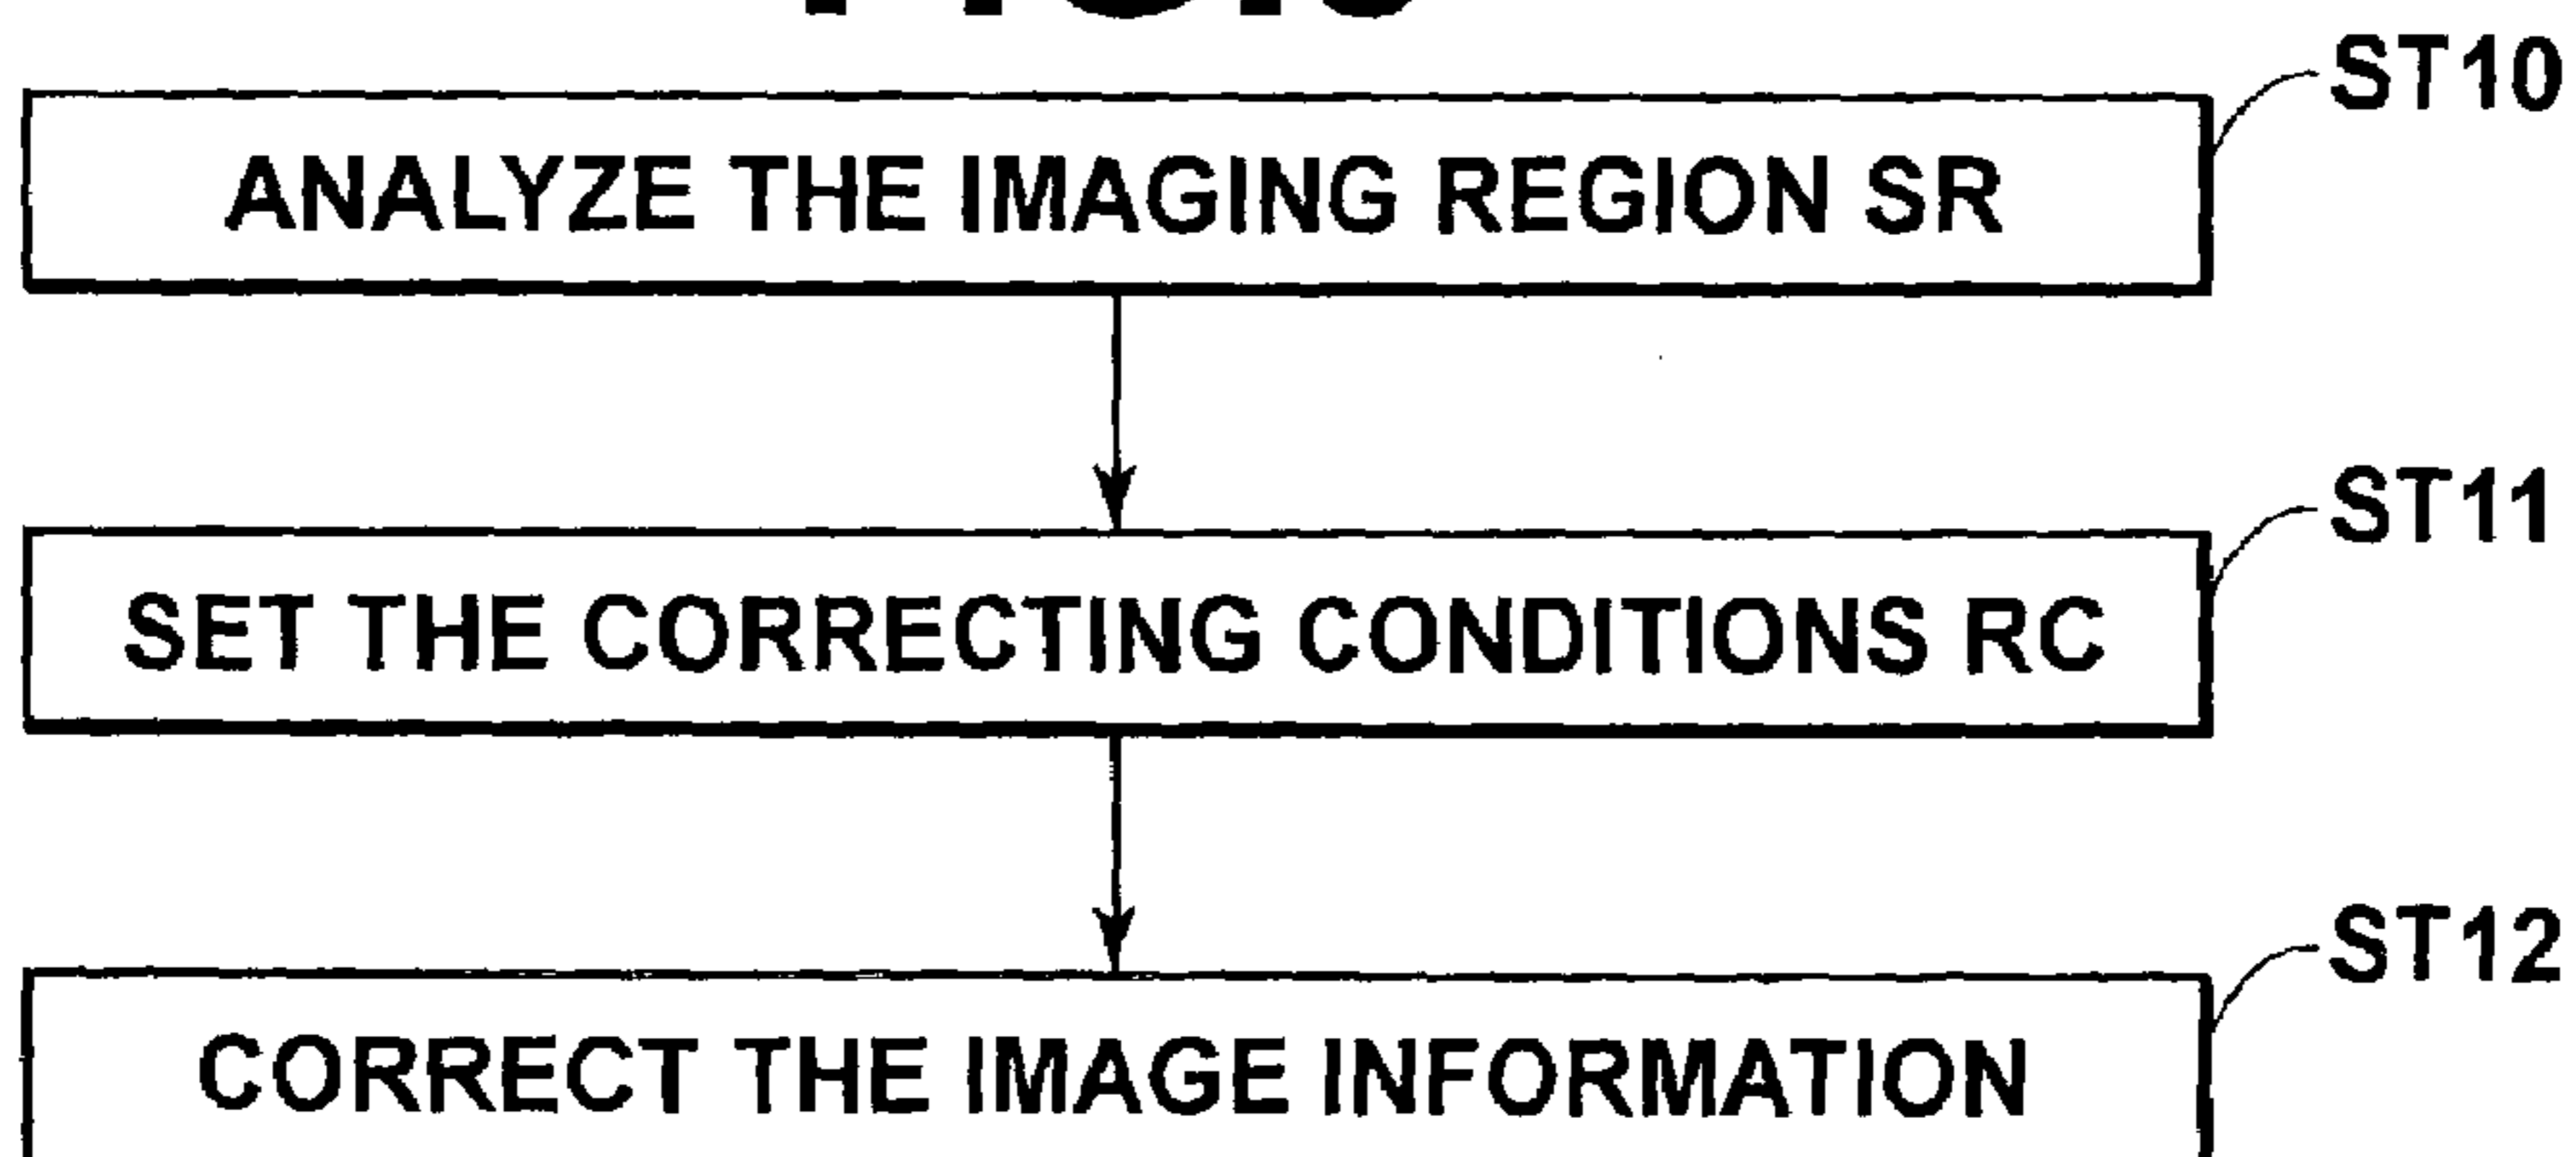 ST10
ANALYZE THE IMAGING REGION SR
ST11
SET THE CORRECTING CONDITIONS RC
ST12
CORRECT THE IMAGE INFORMATION